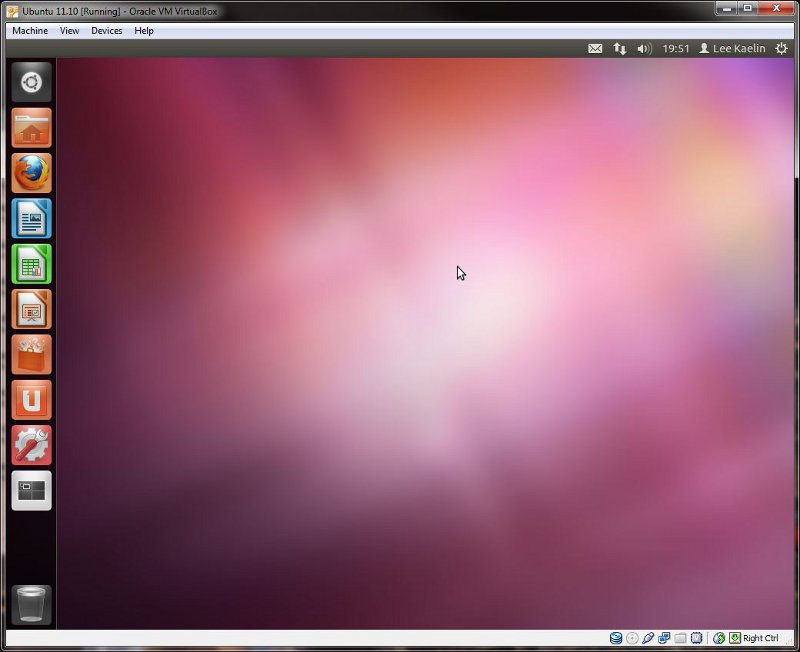 Ubuntu 11.10 [Running] - Oracle VM VirtualBox
Machine View Devices Help
19:51 Lee Kaelin
U
Right Ctrl